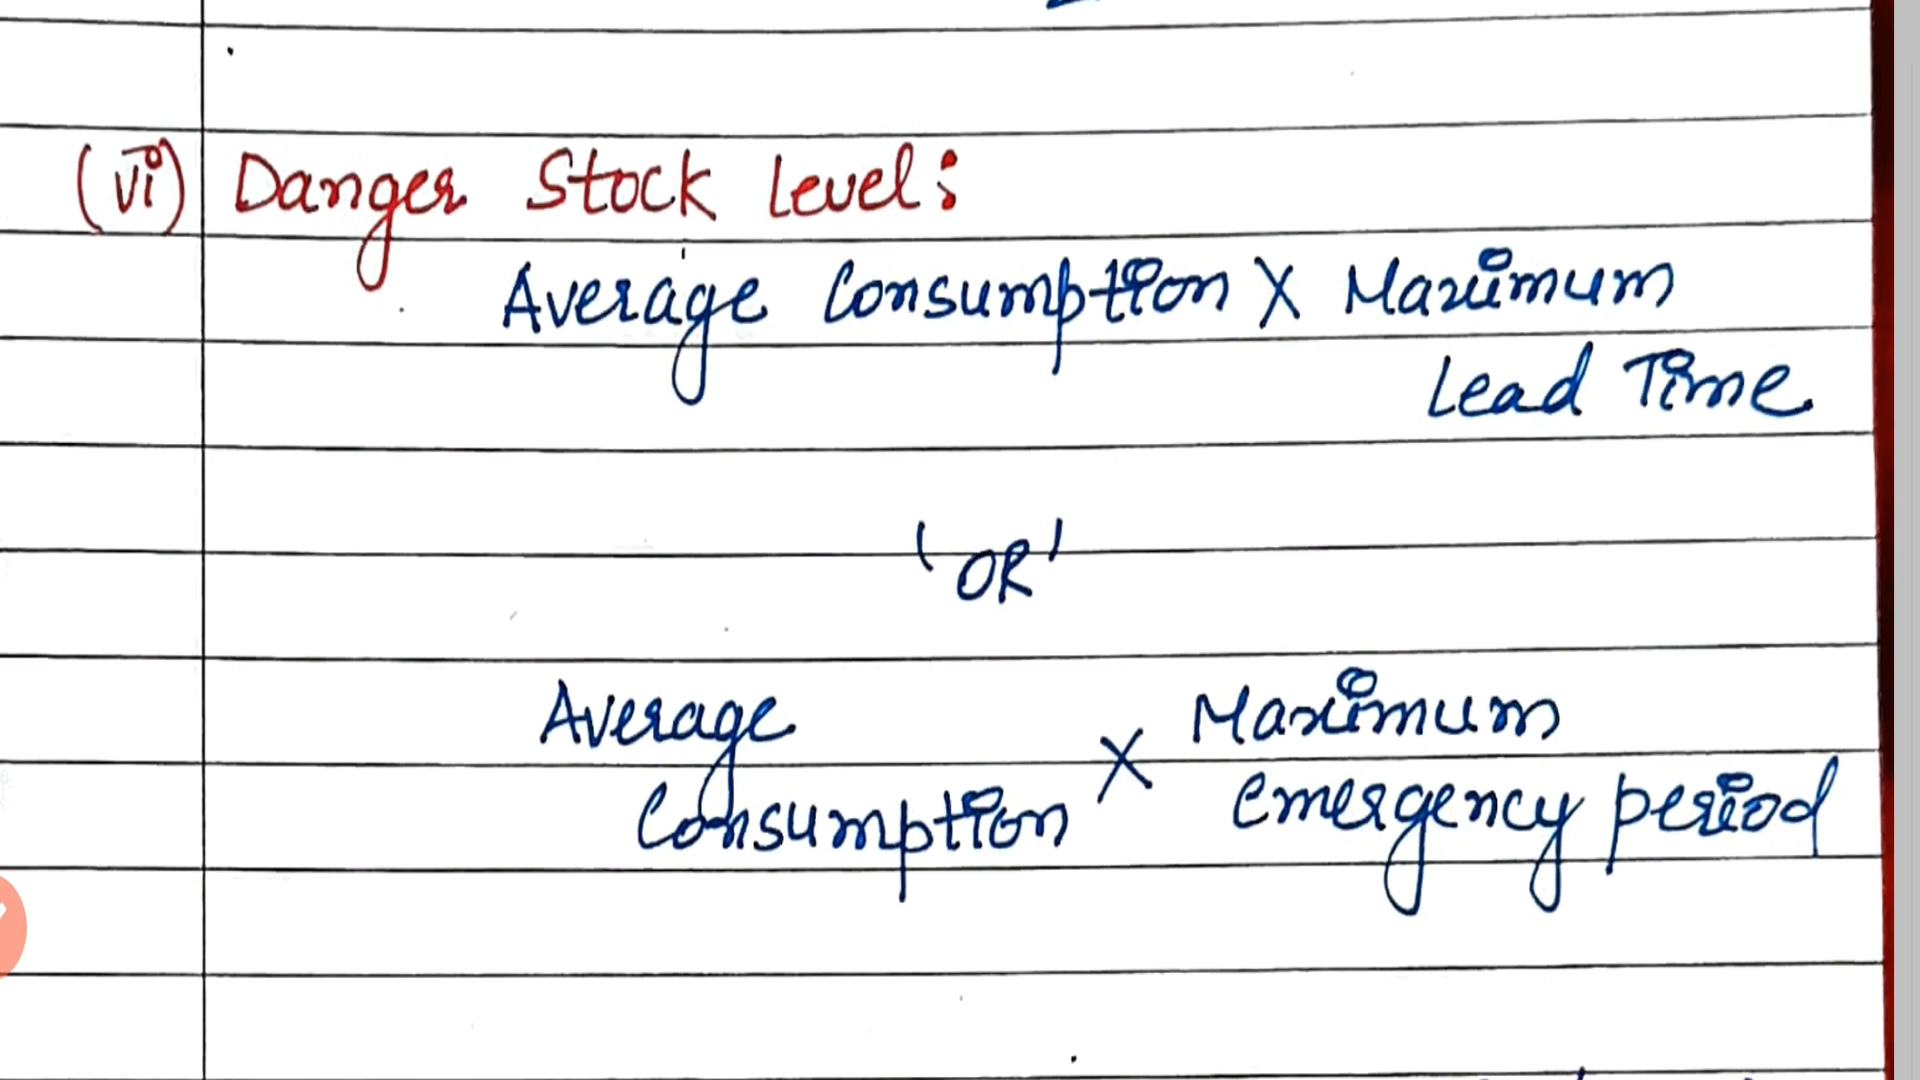 (vi) Danger Stock level:
Average Consumption X Maximum
lead Time
'OR'
Average X Maximum
Consumption emergency period